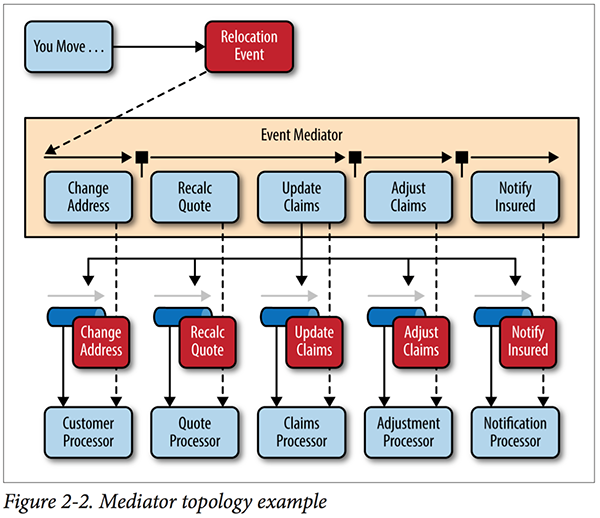 You Move . . .
Relocation
Event
Event Mediator
Change
Address
Recalc
Quote
Update
Claims
Adjust
Claims
Notify
Insured
Change
Address
Recalc
Quote
Update
Claims
Adjust
Claims
Notify
Insured
Customer
Processor
Quote
Processor
Claims
Processor
Adjustment
Processor
Notification
Processor
Figure 2-2. Mediator topology example